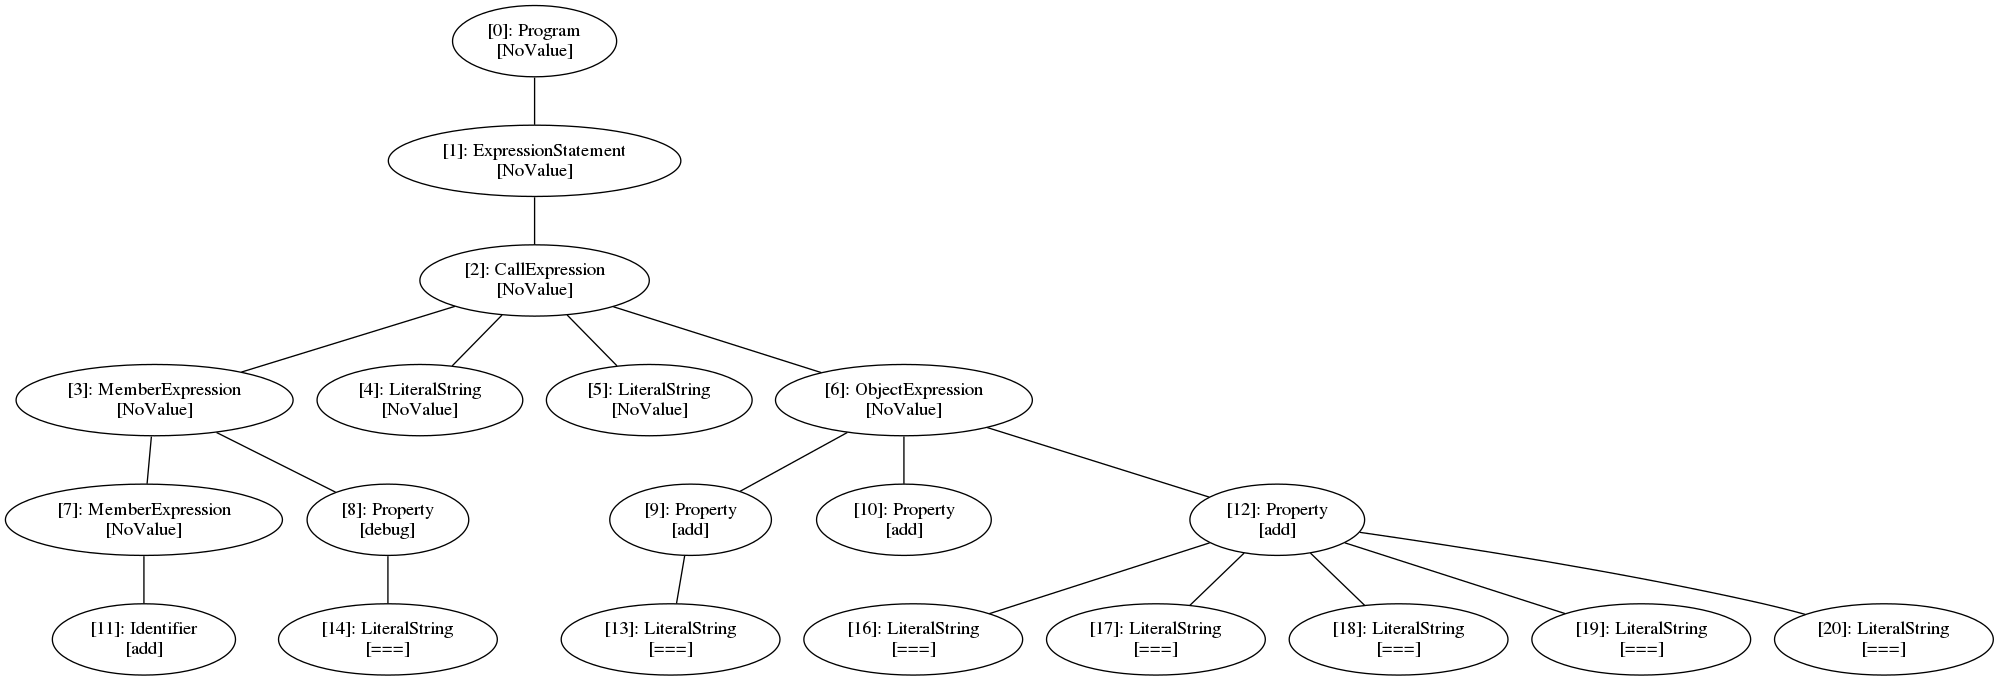 [0]: Program
[NoValue]
[1]: ExpressionStatement
[NoValue]
[2]: CallExpression
[NoValue]
[3]: MemberExpression
[NoValue]
[4]: LiteralString
[NoValue]
[5]: LiteralString
[NoValue]
[6]: ObjectExpression
[NoValue]
[7]: MemberExpression
[NoValue]
[8]: Property
[debug]
[9]: Property
[add]
[10]: Property
[add]
[12]: Property
[add]
[11]: Identifier
[add]
[14]: LiteralString
[===]
[13]: LiteralString
[===]
[16]: LiteralString
[===]
[17]: LiteralString
[===]
[18]: LiteralString
[===]
[19]: LiteralString
[===]
[20]: LiteralString
[===]